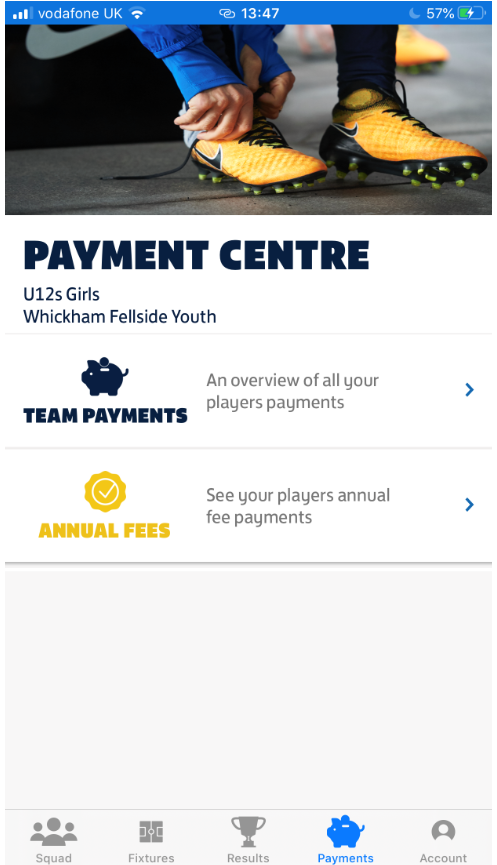 vodafone UK 13:47 57%
PAYMENT CENTRE
U12s Girls
Whickham Fellside Youth
TEAM PAYMENTS
An overview of all your
players payments
ANNUAL FEES
See your players annual
fee payments
Squad Fixtures Results Payments Account